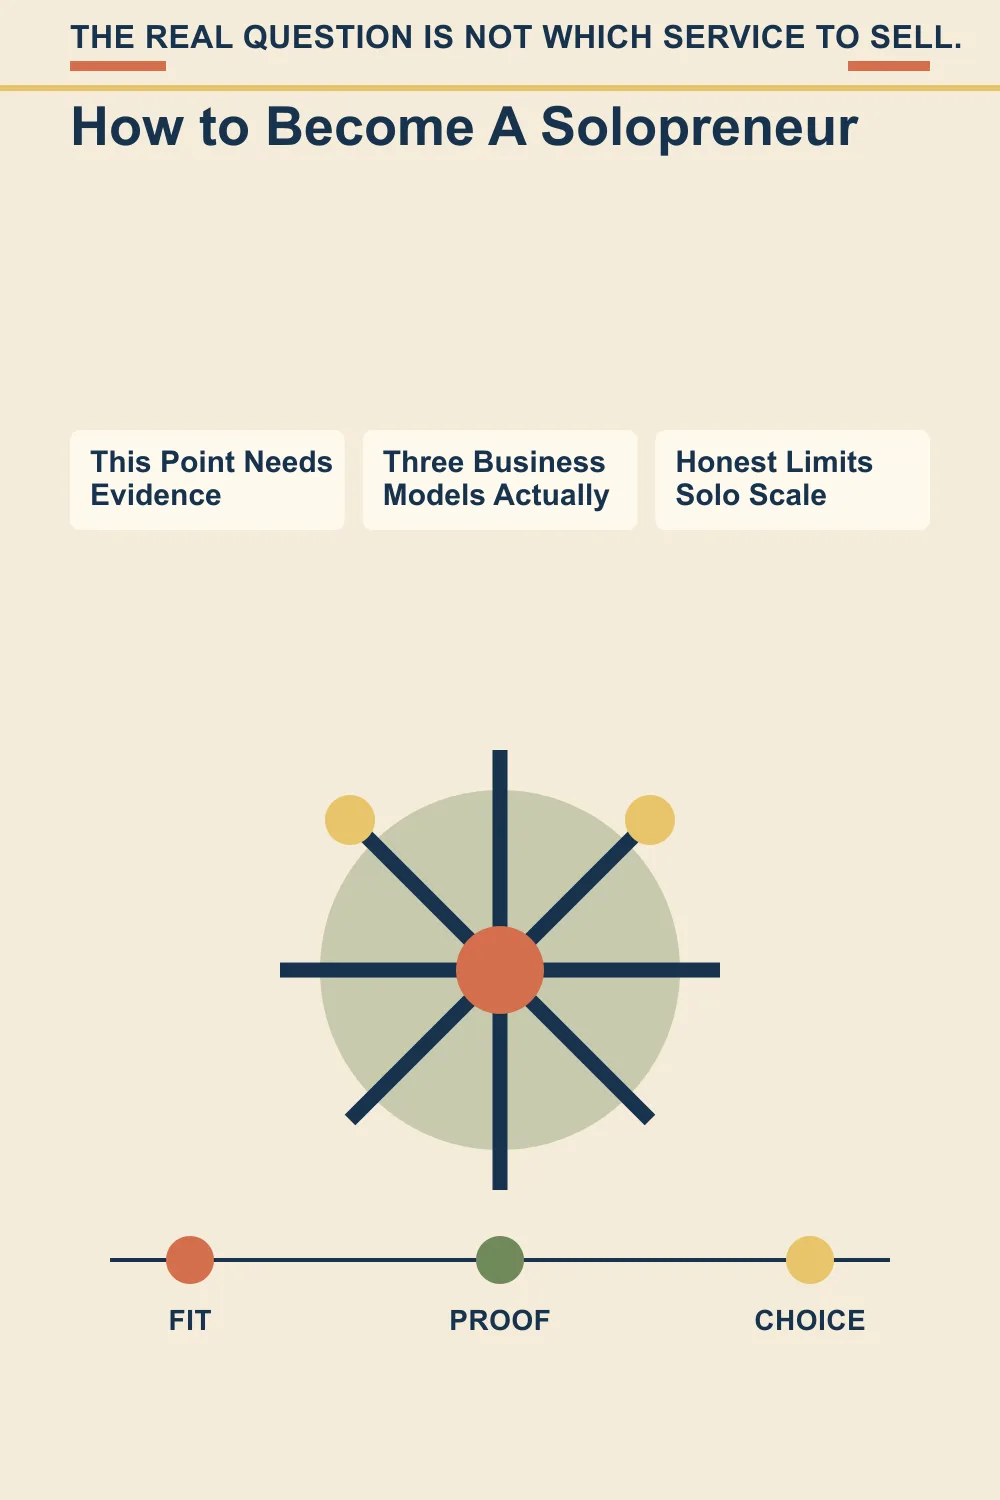 THE REAL QUESTION IS NOT WHICH SERVICE TO SELL.
How to Become A Solopreneur
This Point Needs
Evidence
Three Business
Models Actually
Honest Limits
Solo Scale
FIT
PROOF
CHOICE